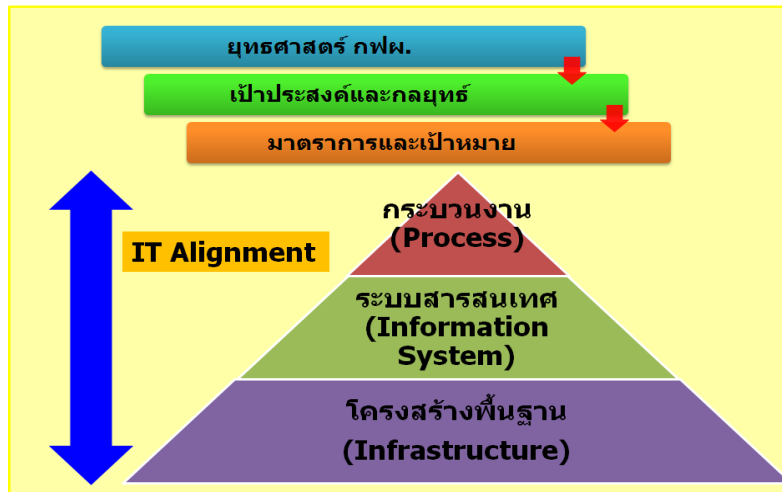 ยุทธศาสตร์ กฟผ.
เป้าประสงค์และกลยุทธ์
มาตราการและเป้าหมาย
กระบวนงาน
(Process)
IT Alignment
ระบบสารสนเทศ
(Information
System)
โครงสร้างพื้นฐาน
(Infrastructure)